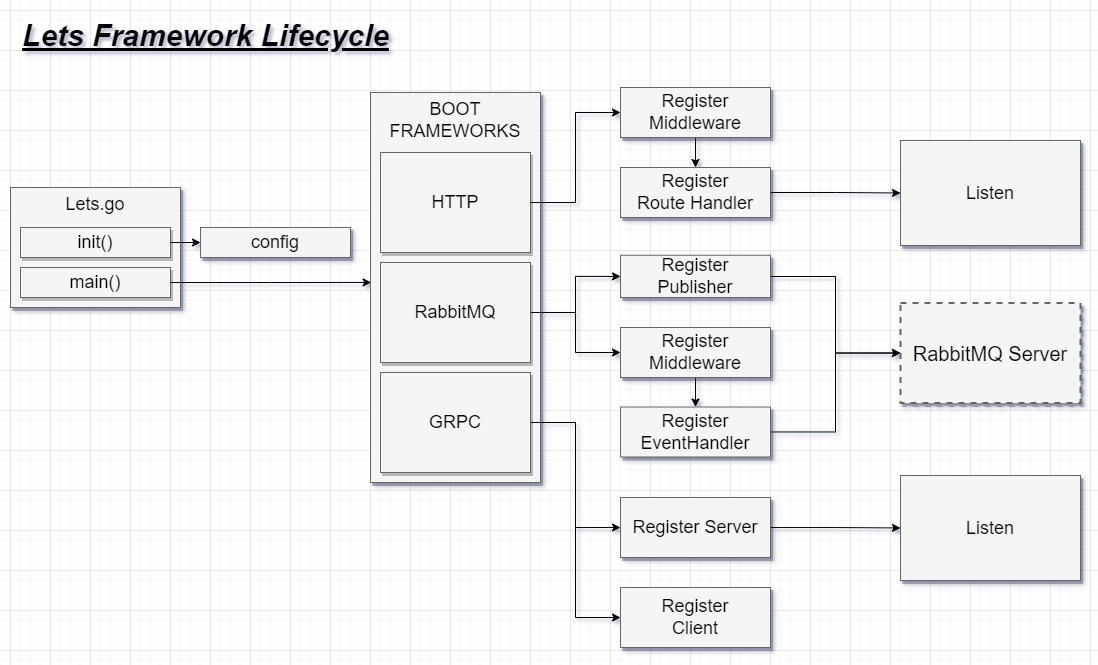 Lets Framework Lifecycle
Lets.go
init()
main()
config
BOOT
FRAMEWORKS
HTTP
RabbitMQ
GRPC
Register
Middleware
Register
Route Handler
Listen
Register
Publisher
Register
Middleware
Register
EventHandler
RabbitMQ Server
Register Server
Listen
Register
Client